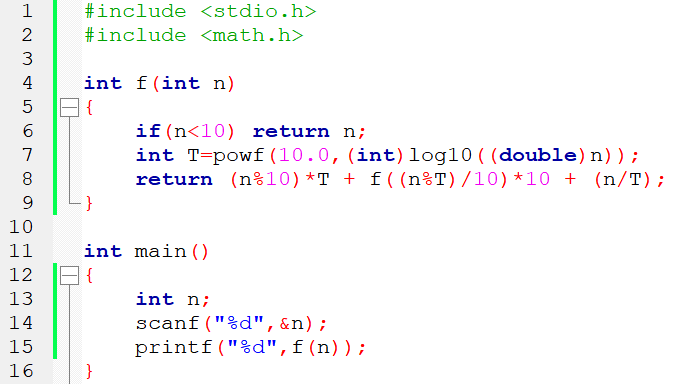 1 #include <stdio.h>
2 #include <math.h>
3
4 int f(int n)
5 {
6 if(n<10) return n;
7 int T=powf(10.0,(int)log10((double)n));
8 return (n%10)*T + f((n%T)/10)*10 + (n/T);
9 }
10
11 int main()
12 {
13 int n;
14 scanf("%d",&n);
15 printf("%d",f(n));
16 }